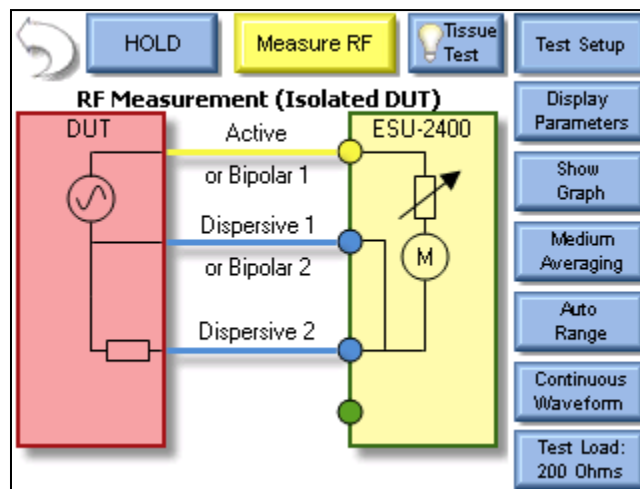 HOLD
Measure RF
Tissue
Test
Test Setup
RF Measurement (Isolated DUT)
DUT
Active
or Bipolar 1
Dispersive 1
or Bipolar 2
Dispersive 2
ESU-2400
M
Display
Parameters
Show
Graph
Medium
Averaging
Auto
Range
Continuous
Waveform
Test Load:
200 Ohms